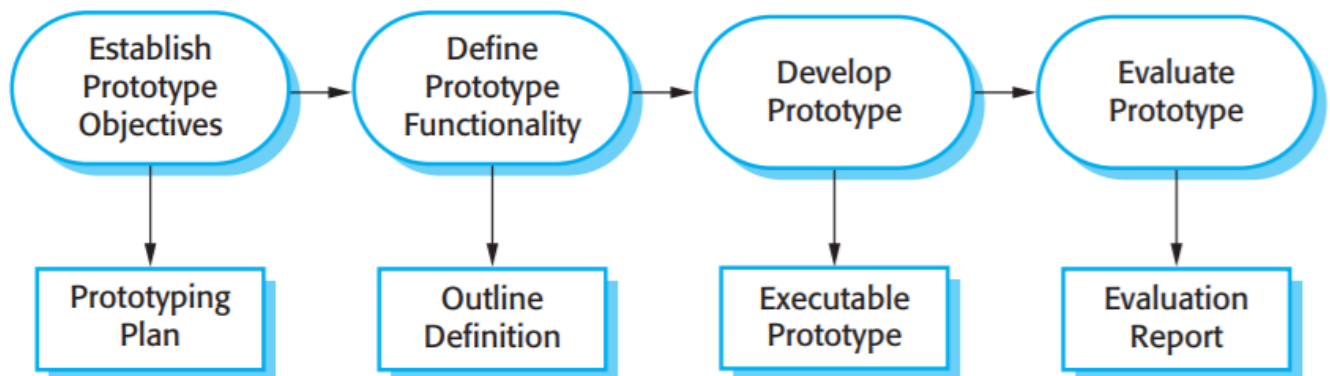 Establish
Prototype
Objectives
Define
Prototype
Functionality
Develop
Prototype
Evaluate
Prototype
Prototyping
Plan
Outline
Definition
Executable
Prototype
Evaluation
Report